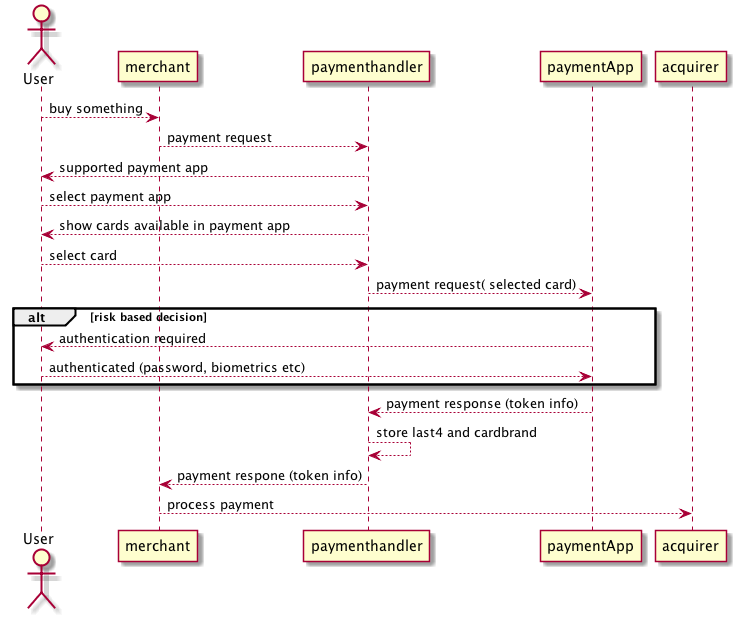 User
merchant
paymenthandler
paymentApp
acquirer
buy something
payment request
supported payment app
select payment app
show cards available in payment app
select card
payment request( selected card)
alt
[risk based decision]
authentication required
authenticated (password, biometrics etc)
payment response (token info)
store last4 and cardbrand
payment respone (token info)
process payment
User
merchant
paymenthandler
paymentApp
acquirer